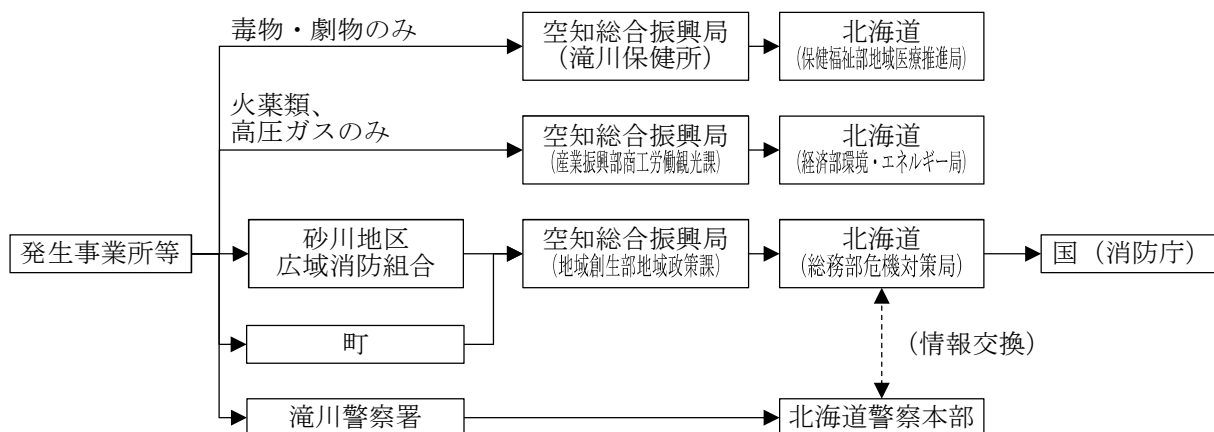 毒物・劇物のみ
空知総合振興局
（滝川保健所）
北海道
（保健福祉部地域医療推進局）
火薬類、
高圧ガスのみ
空知総合振興局
（産業振興部商工労働観光課）
北海道
（経済部環境・エネルギー局）
発生事業所等
砂川地区
広域消防組合
空知総合振興局
（地域創生部地域政策課）
北海道
（総務部危機対策局）
国（消防庁）
町
（情報交換）
滝川警察署
北海道警察本部